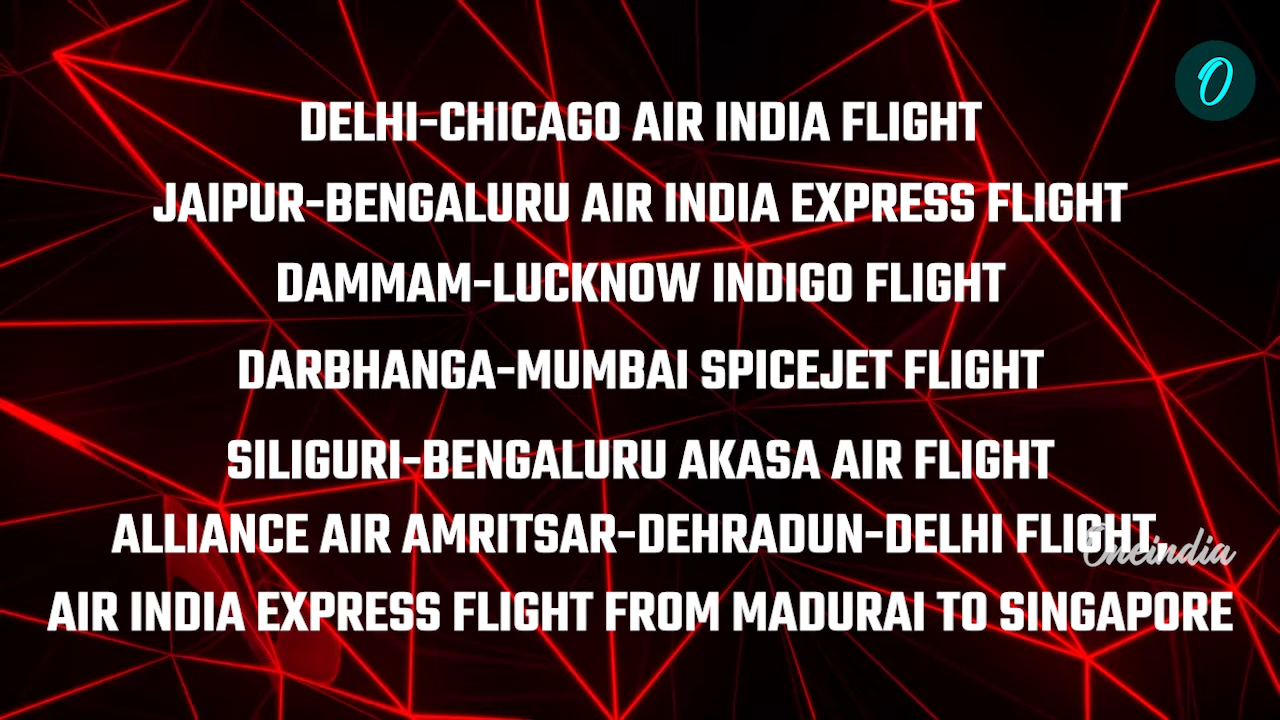 O
DELHI-CHICAGO AIR INDIA FLIGHT
JAIPUR-BENGALURU AIR INDIA EXPRESS FLIGHT
DAMMAM-LUCKNOW INDIGO FLIGHT
DARBHANGA-MUMBAI SPICEJET FLIGHT
SILIGURI-BENGALURU AKASA AIR FLIGHT
ALLIANCE AIR AMRITSAR-DEHRADUN-DELHI FLIGHT,
Oneindia
AIR INDIA EXPRESS FLIGHT FROM MADURAI TO SINGAPORE